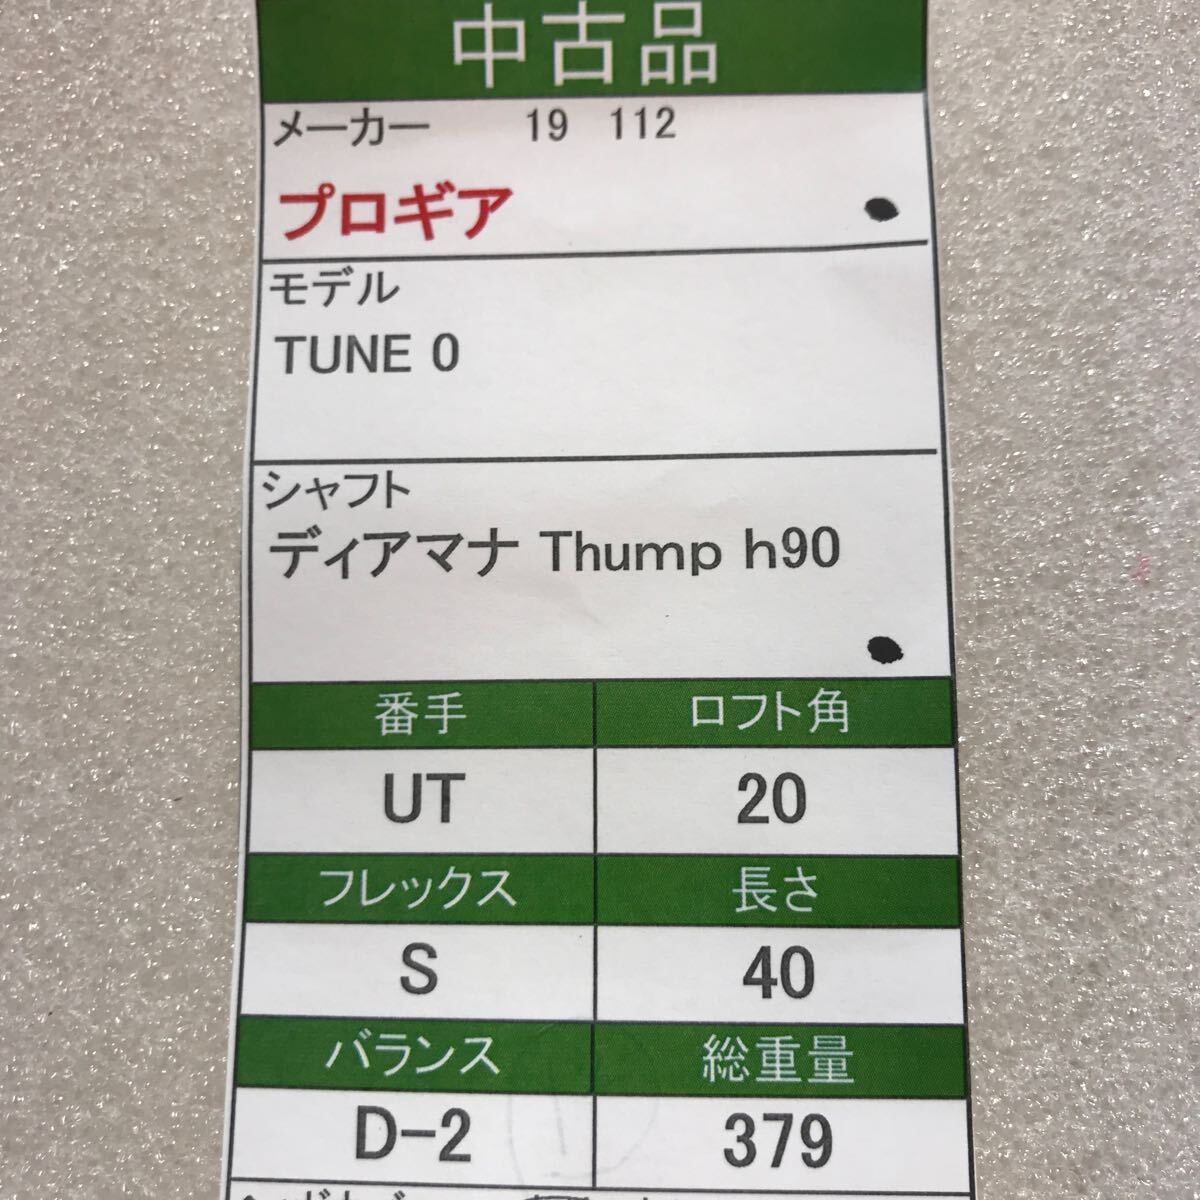 中古品
メーカー 19 112
プロギア
モデル
TUNE 0
シャフト
ディアマナ Thump h90
番手 ロフト角
UT 20
フレックス 長さ
S 40
バランス 総重量
D-2 379